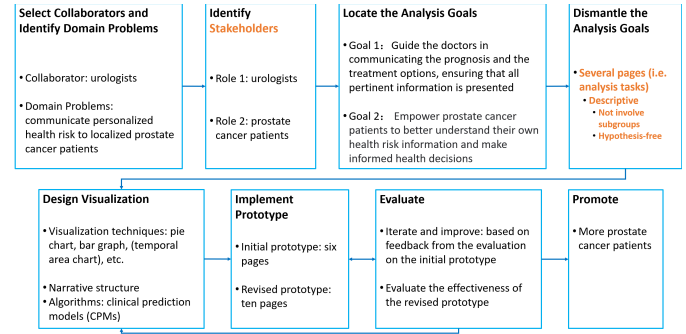 Select Collaborators and
Identify Domain Problems
• Collaborator: urologists
• Domain Problems:
communicate personalized
health risk to localized prostate
cancer patients
Identify
Stakeholders
• Role 1: urologists
• Role 2: prostate
cancer patients
Locate the Analysis Goals
• Goal 1： Guide the doctors in
communicating the prognosis and the
treatment options, ensuring that all
pertinent information is presented
• Goal 2： Empower prostate cancer
patients to better understand their own
health risk information and make
informed health decisions
Dismantle the
Analysis Goals
• Several pages (i.e.
analysis tasks)
• Descriptive
• Not involve
subgroups
• Hypothesis-free
Design Visualization
• Visualization techniques: pie
chart, bar graph, (temporal
area chart), etc.
• Narrative structure
• Algorithms: clinical prediction
models (CPMs)
Implement
Prototype
• Initial prototype: six
pages
• Revised prototype:
ten pages
Evaluate
• Iterate and improve: based on
feedback from the evaluation
on the initial prototype
• Evaluate the effectiveness of
the revised prototype
Promote
• More prostate
cancer patients